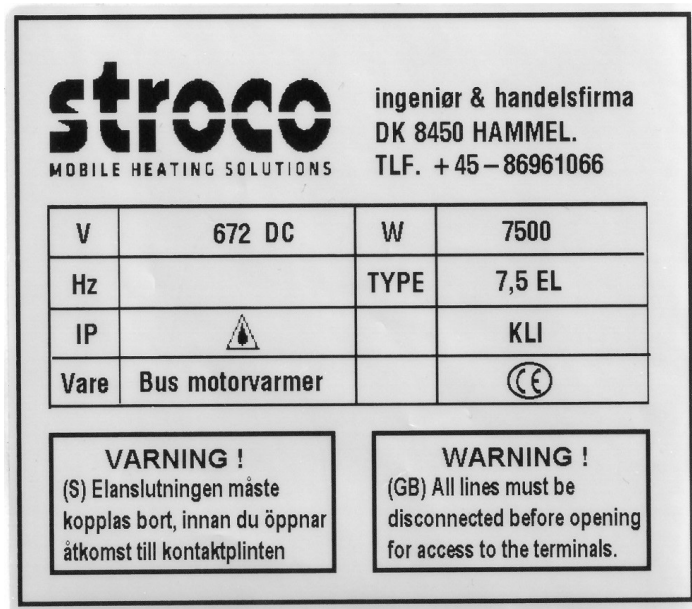 stroco
MOBILE HEATING SOLUTIONS
ingeniør & handelsfirma
DK 8450 HAMMEL.
TLF. +45–86961066
V 672 DC W 7500
Hz TYPE 7,5 EL
IP KLI
Vare Bus motorvarmer CE
VARNING !
(S) Elanslutningen måste
kopplas bort, innan du öppnar
åtkomst till kontaktplinten
WARNING !
(GB) All lines must be
disconnected before opening
for access to the terminals.